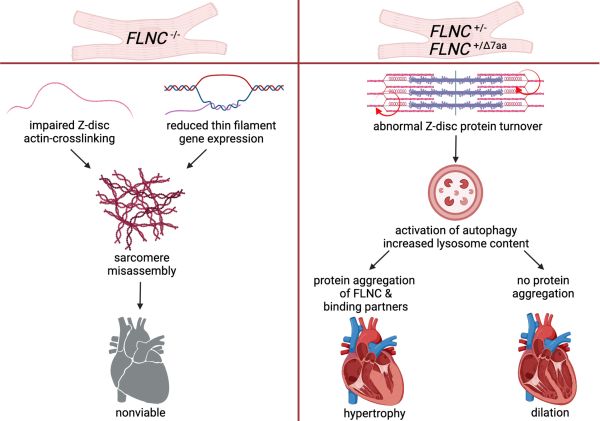 FLNC -/-
impaired Z-disc
actin-crosslinking
reduced thin filament
gene expression
sarcomere
misassembly
nonviable
FLNC +/-
FLNC +/Δ7aa
abnormal Z-disc protein turnover
activation of autophagy
increased lysosome content
protein aggregation
of FLNC &
binding partners
no protein
aggregation
hypertrophy
dilation